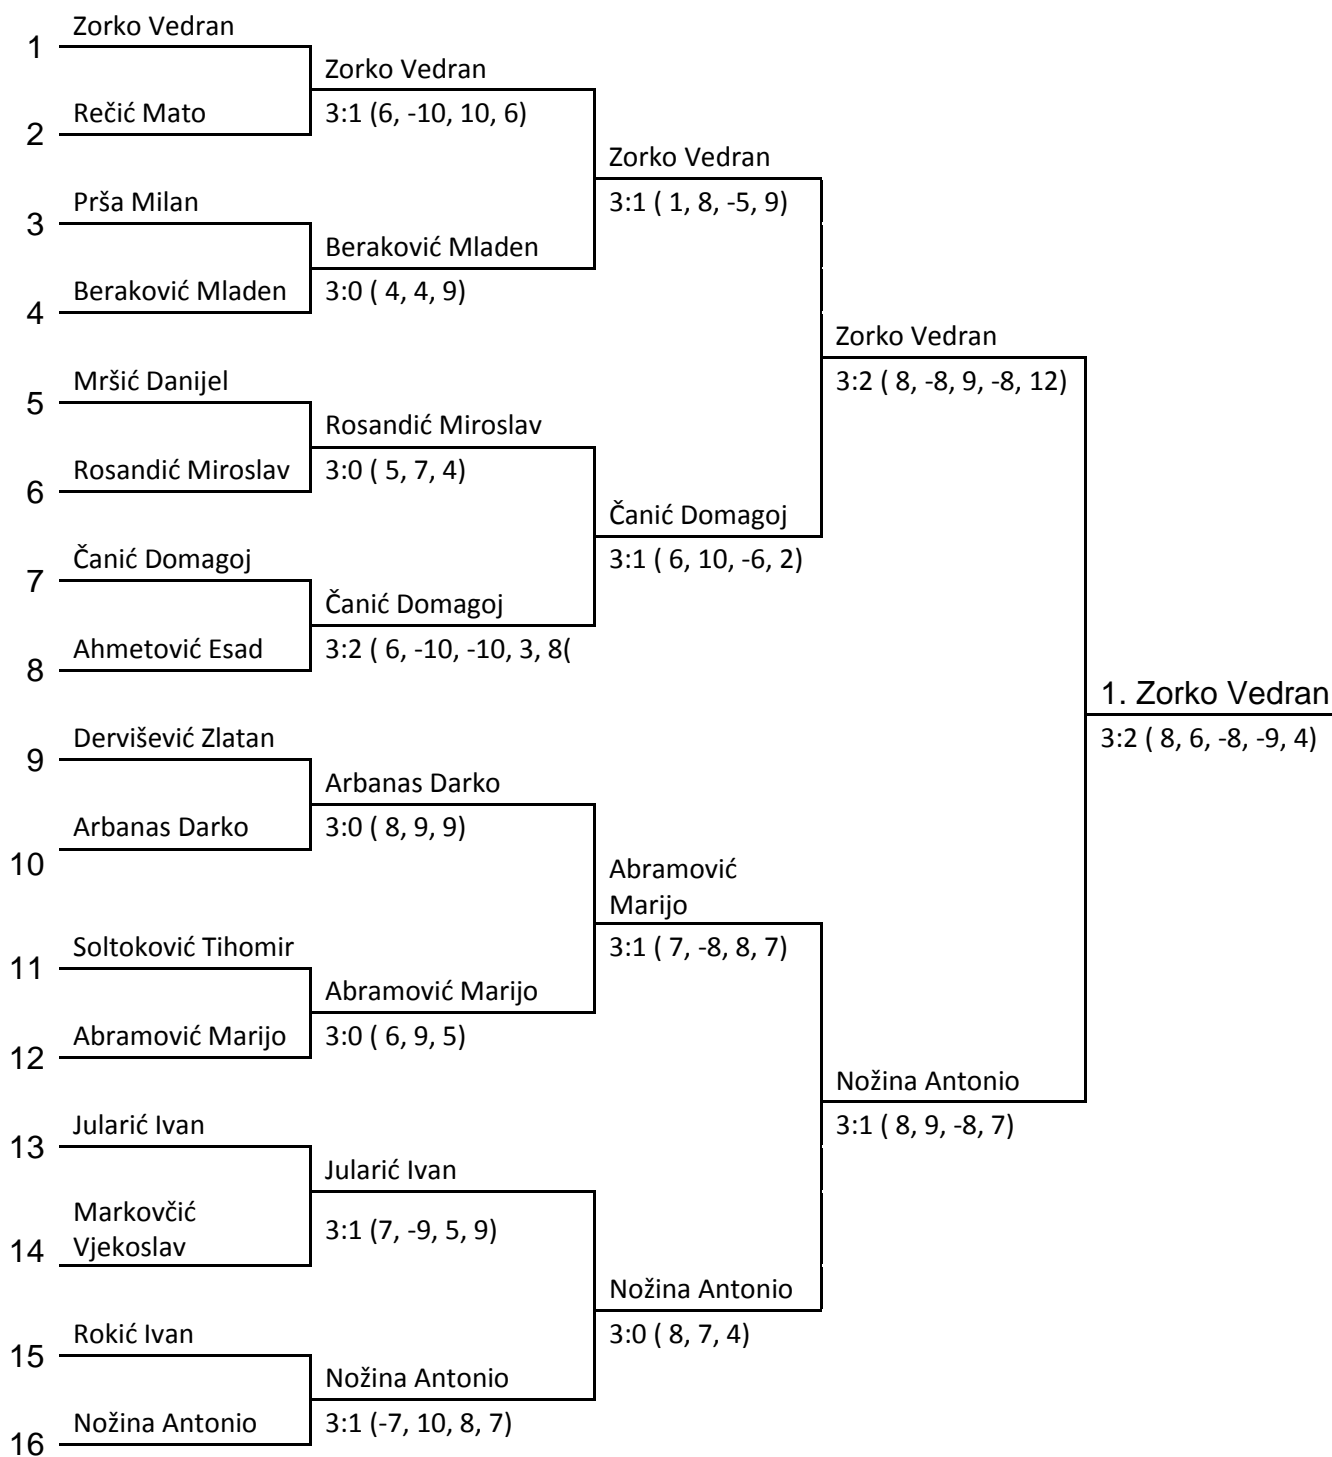 Zorko Vedran
1
Zorko Vedran
Rečić Mato
3:1 (6, -10, 10, 6)
2
Zorko Vedran
Prša Milan
3:1 ( 1, 8, -5, 9)
3
Beraković Mladen
Beraković Mladen
3:0 ( 4, 4, 9)
4
Zorko Vedran
Mršić Danijel
3:2 ( 8, -8, 9, -8, 12)
5
Rosandić Miroslav
Rosandić Miroslav
3:0 ( 5, 7, 4)
6
Čanić Domagoj
Čanić Domagoj
3:1 ( 6, 10, -6, 2)
7
Čanić Domagoj
Ahmetović Esad
3:2 ( 6, -10, -10, 3, 8(
8
1. Zorko Vedran
Dervišević Zlatan
3:2 ( 8, 6, -8, -9, 4)
9
Arbanas Darko
Arbanas Darko
3:0 ( 8, 9, 9)
10
Abramović
Marijo
Soltoković Tihomir
3:1 ( 7, -8, 8, 7)
11
Abramović Marijo
Abramović Marijo
3:0 ( 6, 9, 5)
12
Nožina Antonio
Jularić Ivan
3:1 ( 8, 9, -8, 7)
13
Jularić Ivan
Markovčić
Vjekoslav
3:1 (7, -9, 5, 9)
14
Nožina Antonio
Rokić Ivan
3:0 ( 8, 7, 4)
15
Nožina Antonio
Nožina Antonio
3:1 (-7, 10, 8, 7)
16